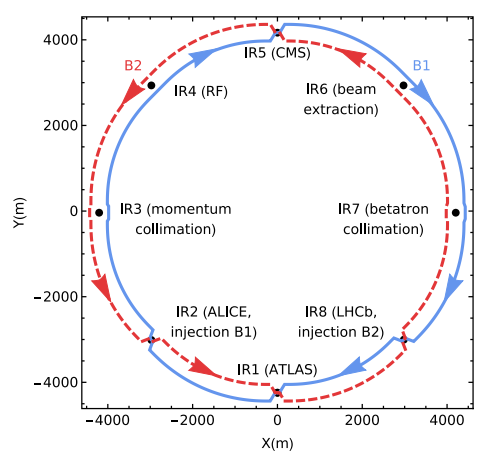 4000
2000
0
−2000
−4000
Y(m)
B2
IR5 (CMS)
B1
IR4 (RF)
IR6 (beam
extraction)
IR3 (momentum
collimation)
IR7 (betatron
collimation)
IR2 (ALICE,
injection B1)
IR8 (LHCb,
injection B2)
IR1 (ATLAS)
−4000
−2000
0
2000
4000
X(m)